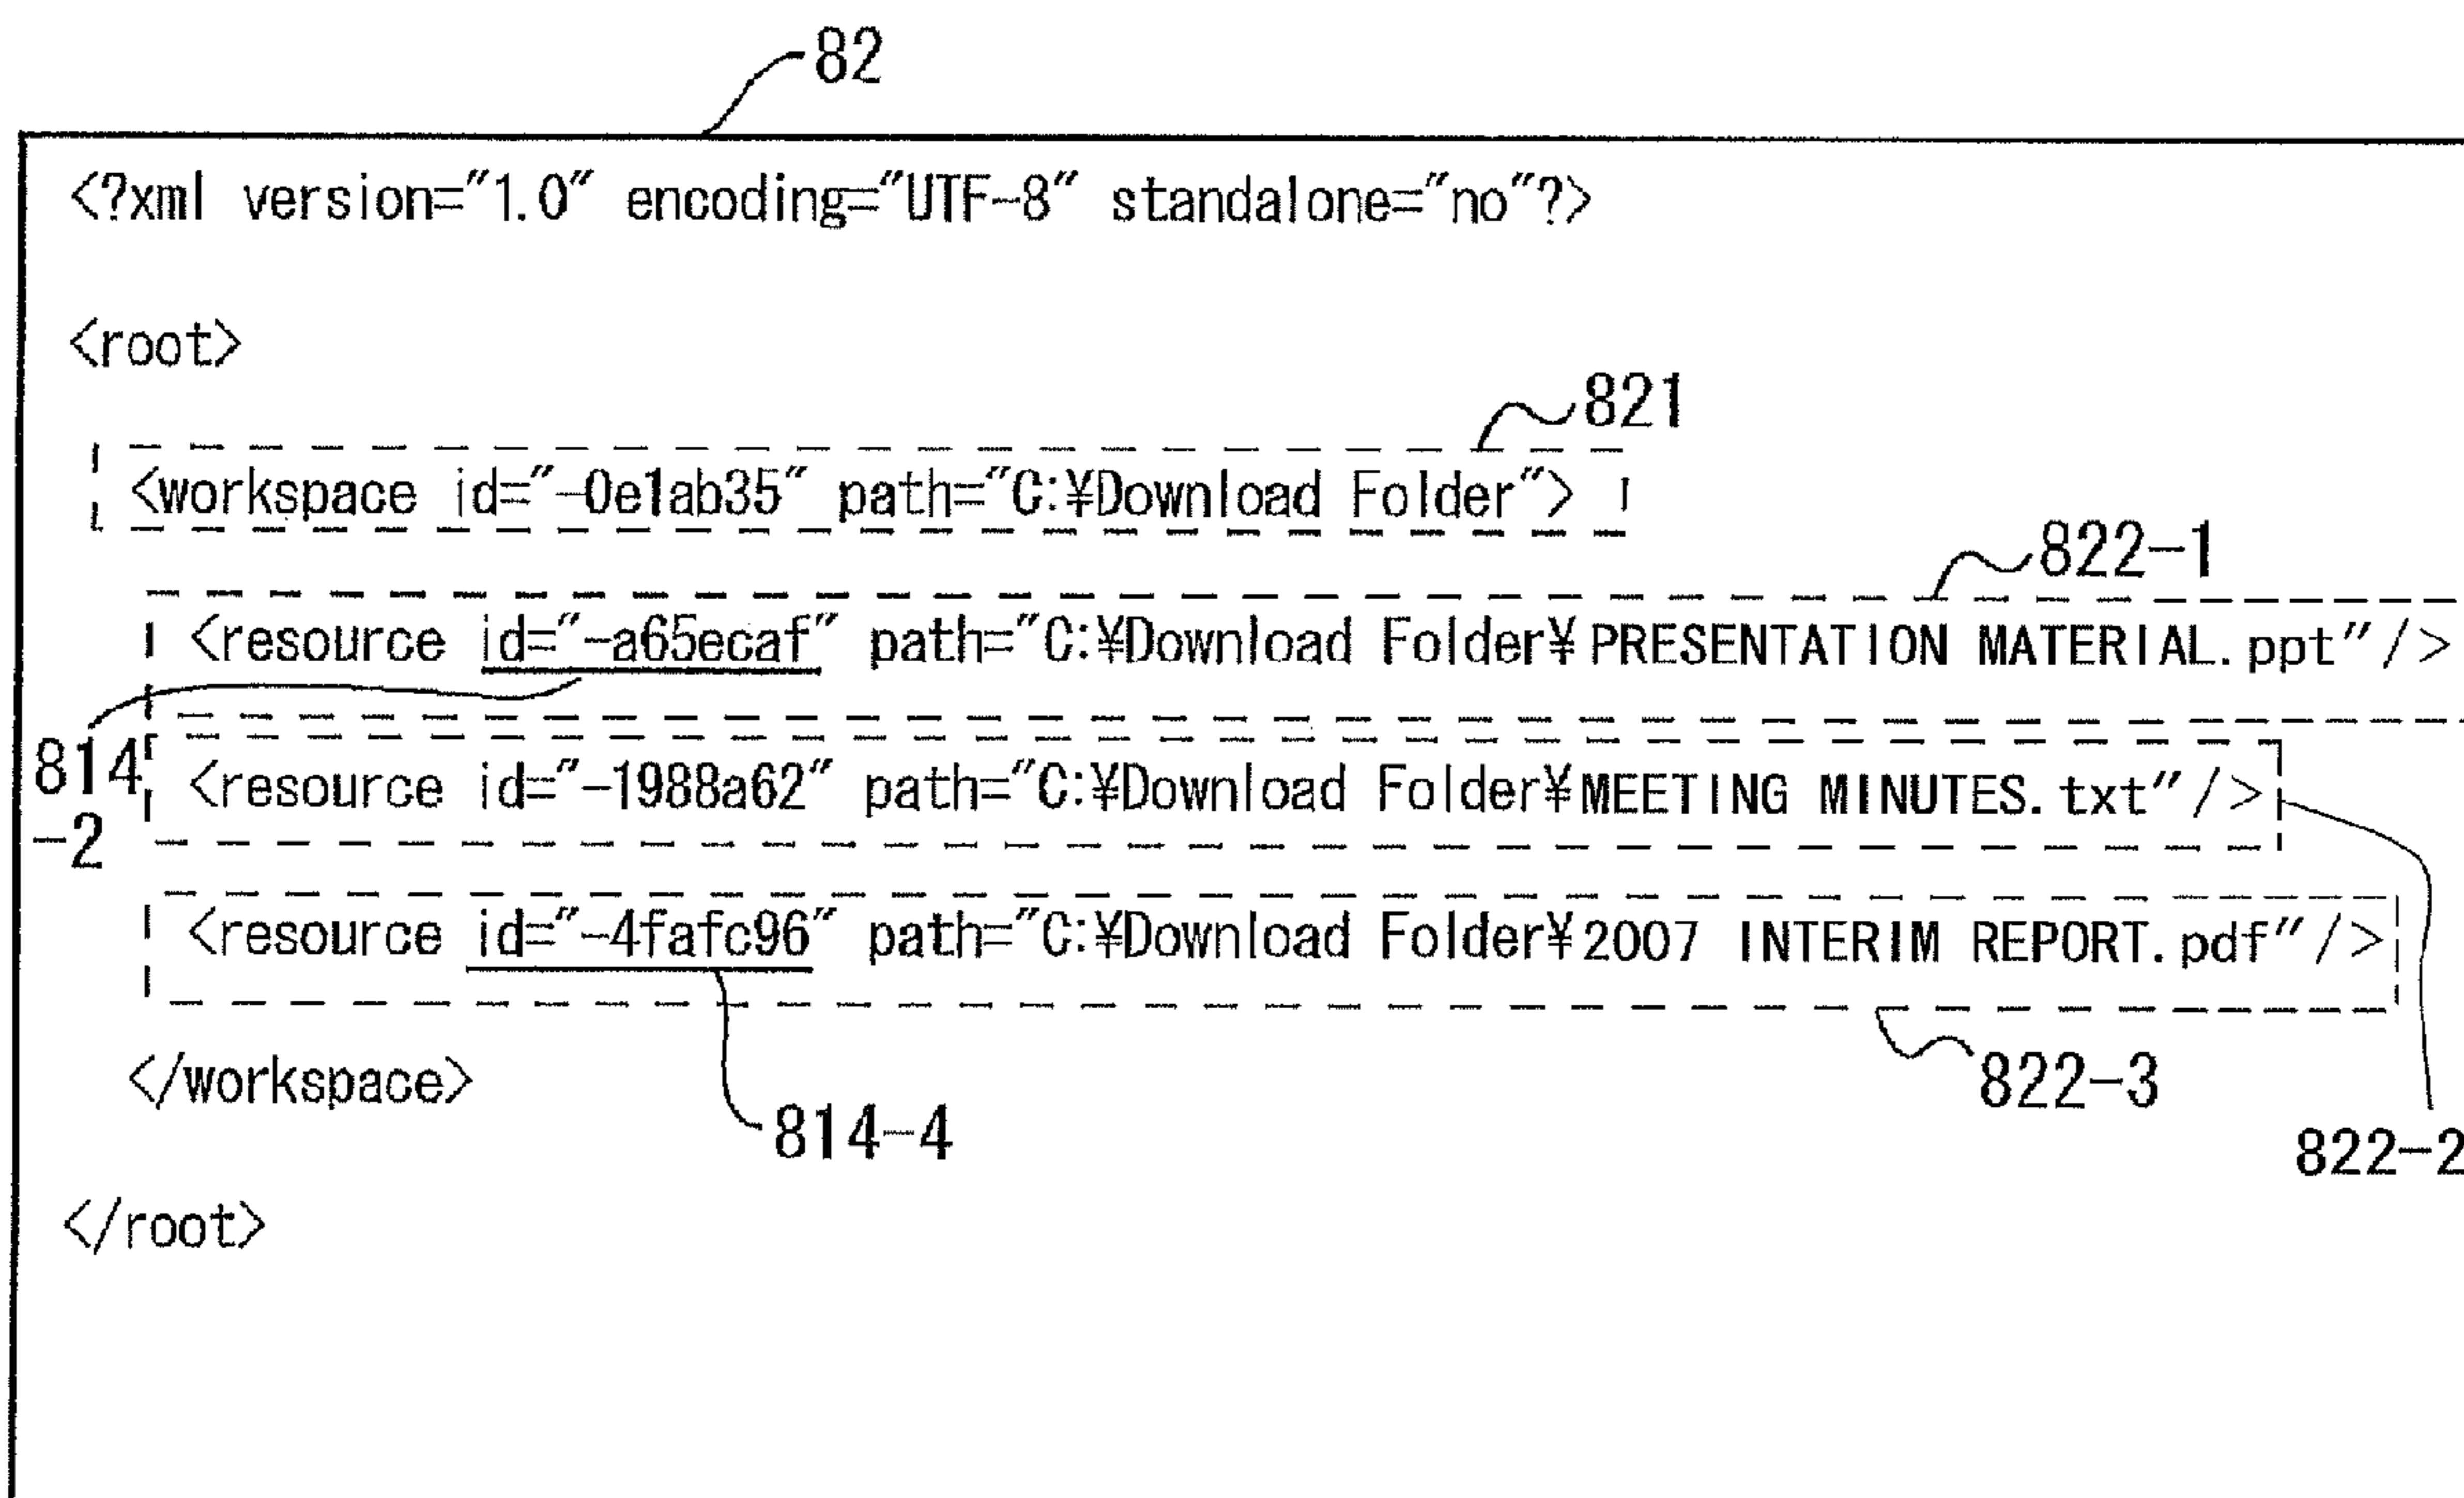 82
<?xml version="1.0" encoding="UTF-8" standalone="no"?>
<root>
821
<workspace id="-0e1ab35" path="C:¥Download Folder">
822-1
<resource id="-a65ecaf" path="C:¥Download Folder¥PRESENTATION MATERIAL.ppt"/>
814
-2
<resource id="-1988a62" path="C:¥Download Folder¥MEETING MINUTES.txt"/>
<resource id="-4fafc96" path="C:¥Download Folder¥2007 INTERIM REPORT.pdf"/>
</workspace>
822-3
814-4
822-2
</root>